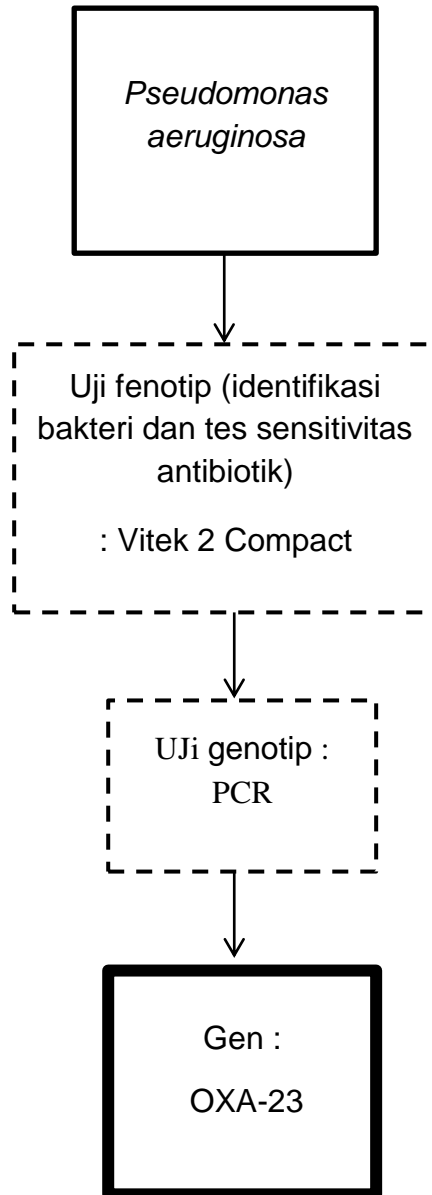 Pseudomonas
aeruginosa
Uji fenotip (identifikasi
bakteri dan tes sensitivitas
antibiotik)
: Vitek 2 Compact
UJi genotip :
PCR
Gen :
OXA-23